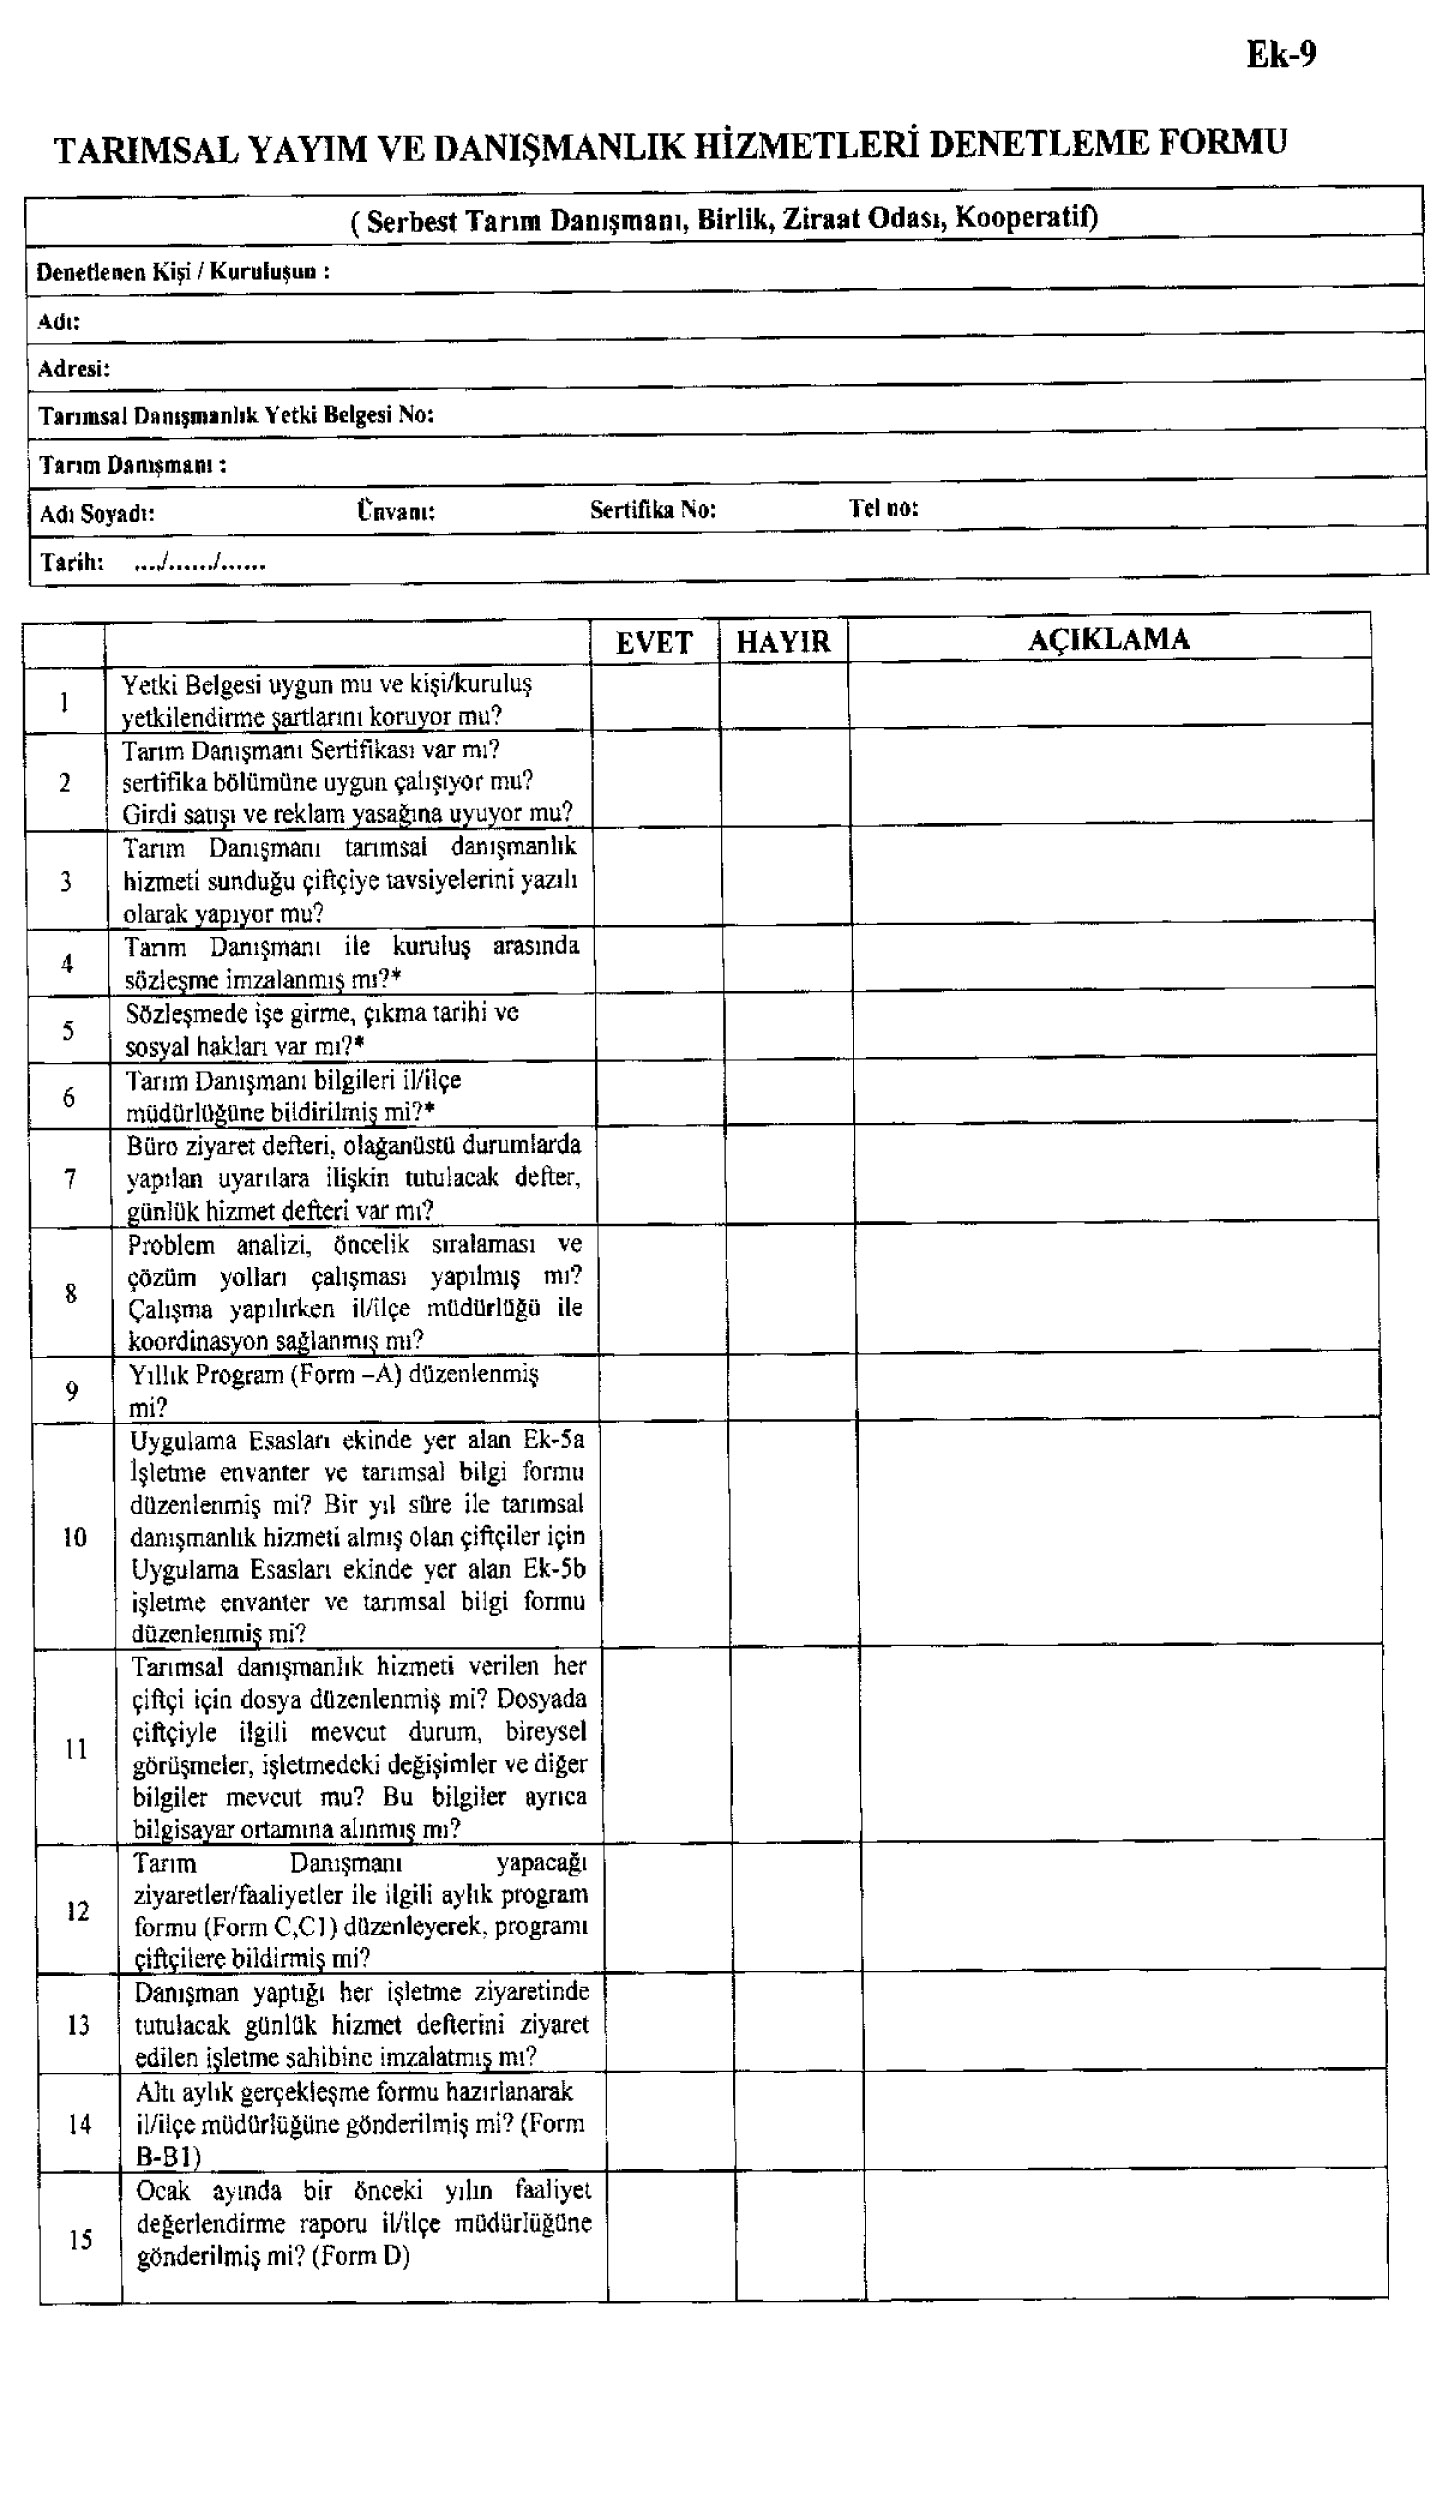 Ek-9
TARIMSAL YAYIM VE DANIŞMANLIK HİZMETLERİ DENETLEME FORMU
( Serbest Tarım Danışmanı, Birlik, Ziraat Odası, Kooperatif)
Denetlenen Kişi / Kuruluşun :
Adı:
Adresi:
Tarımsal Danışmanlık Yetki Belgesi No:
Tarım Danışmanı :
Adı Soyadı: Ünvanı: Sertifika No: Tel no:
Tarih: ..../....../......
EVET HAYIR AÇIKLAMA
1
Yetki Belgesi uygun mu ve kişi/kuruluş
yetkilendirme şartlarını koruyor mu?
2
Tarım Danışmanı Sertifikası var mı?
sertifika bölümüne uygun çalışıyor mu?
Girdi satışı ve reklam yasağına uyuyor mu?
3
Tarım Danışmanı tarımsal danışmanlık
hizmeti sunduğu çiftçiye tavsiyelerini yazılı
olarak yapıyor mu?
4
Tarım Danışmanı ile kuruluş arasında
sözleşme imzalanmış mı?*
5
Sözleşmede işe girme, çıkma tarihi ve
sosyal hakları var mı?*
6
Tarım Danışmanı bilgileri il/ilçe
müdürlüğüne bildirilmiş mi?*
7
Büro ziyaret defteri, olağanüstü durumlarda
yapılan uyarılara ilişkin tutulacak defter,
günlük hizmet defteri var mı?
8
Problem analizi, öncelik sıralaması ve
çözüm yolları çalışması yapılmış mı?
Çalışma yapılırken il/ilçe müdürlüğü ile
koordinasyon sağlanmış mı?
9
Yıllık Program (Form –A) düzenlenmiş
mi?
10
Uygulama Esasları ekinde yer alan Ek-5a
İşletme envanter ve tarımsal bilgi formu
düzenlenmiş mi? Bir yıl süre ile tarımsal
danışmanlık hizmeti almış olan çiftçiler için
Uygulama Esasları ekinde yer alan Ek-5b
işletme envanter ve tarımsal bilgi formu
düzenlenmiş mi?
11
Tarımsal danışmanlık hizmeti verilen her
çiftçi için dosya düzenlenmiş mi? Dosyada
çiftçiyle ilgili mevcut durum, bireysel
görüşmeler, işletmedeki değişimler ve diğer
bilgiler mevcut mu? Bu bilgiler ayrıca
bilgisayar ortamına alınmış mı?
12
Tarım Danışmanı yapacağı
ziyaretler/faaliyetler ile ilgili aylık program
formu (Form C,C1) düzenleyerek, programı
çiftçilere bildirmiş mi?
13
Danışman yaptığı her işletme ziyaretinde
tutulacak günlük hizmet defterini ziyaret
edilen işletme sahibine imzalatmış mı?
14
Altı aylık gerçekleşme formu hazırlanarak
il/ilçe müdürlüğüne gönderilmiş mi? (Form
B-B1)
15
Ocak ayında bir önceki yılın faaliyet
değerlendirme raporu il/ilçe müdürlüğüne
gönderilmiş mi? (Form D)